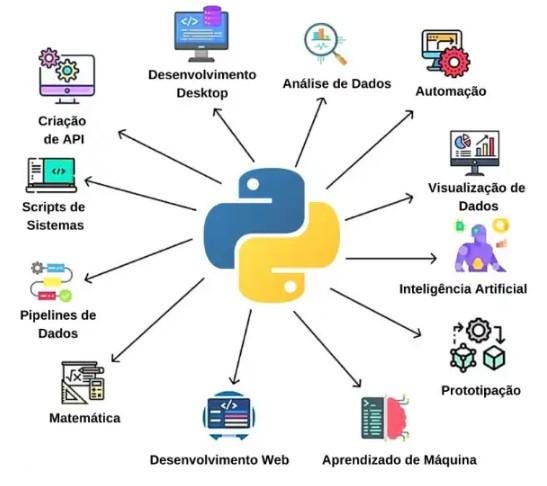 Desenvolvimento
Desktop
Análise de Dados
Automação
Criação
de API
Visualização de
Dados
Scripts de
Sistemas
Inteligência Artificial
Pipelines de
Dados
Prototipação
Matemática
Desenvolvimento Web
Aprendizado de Máquina